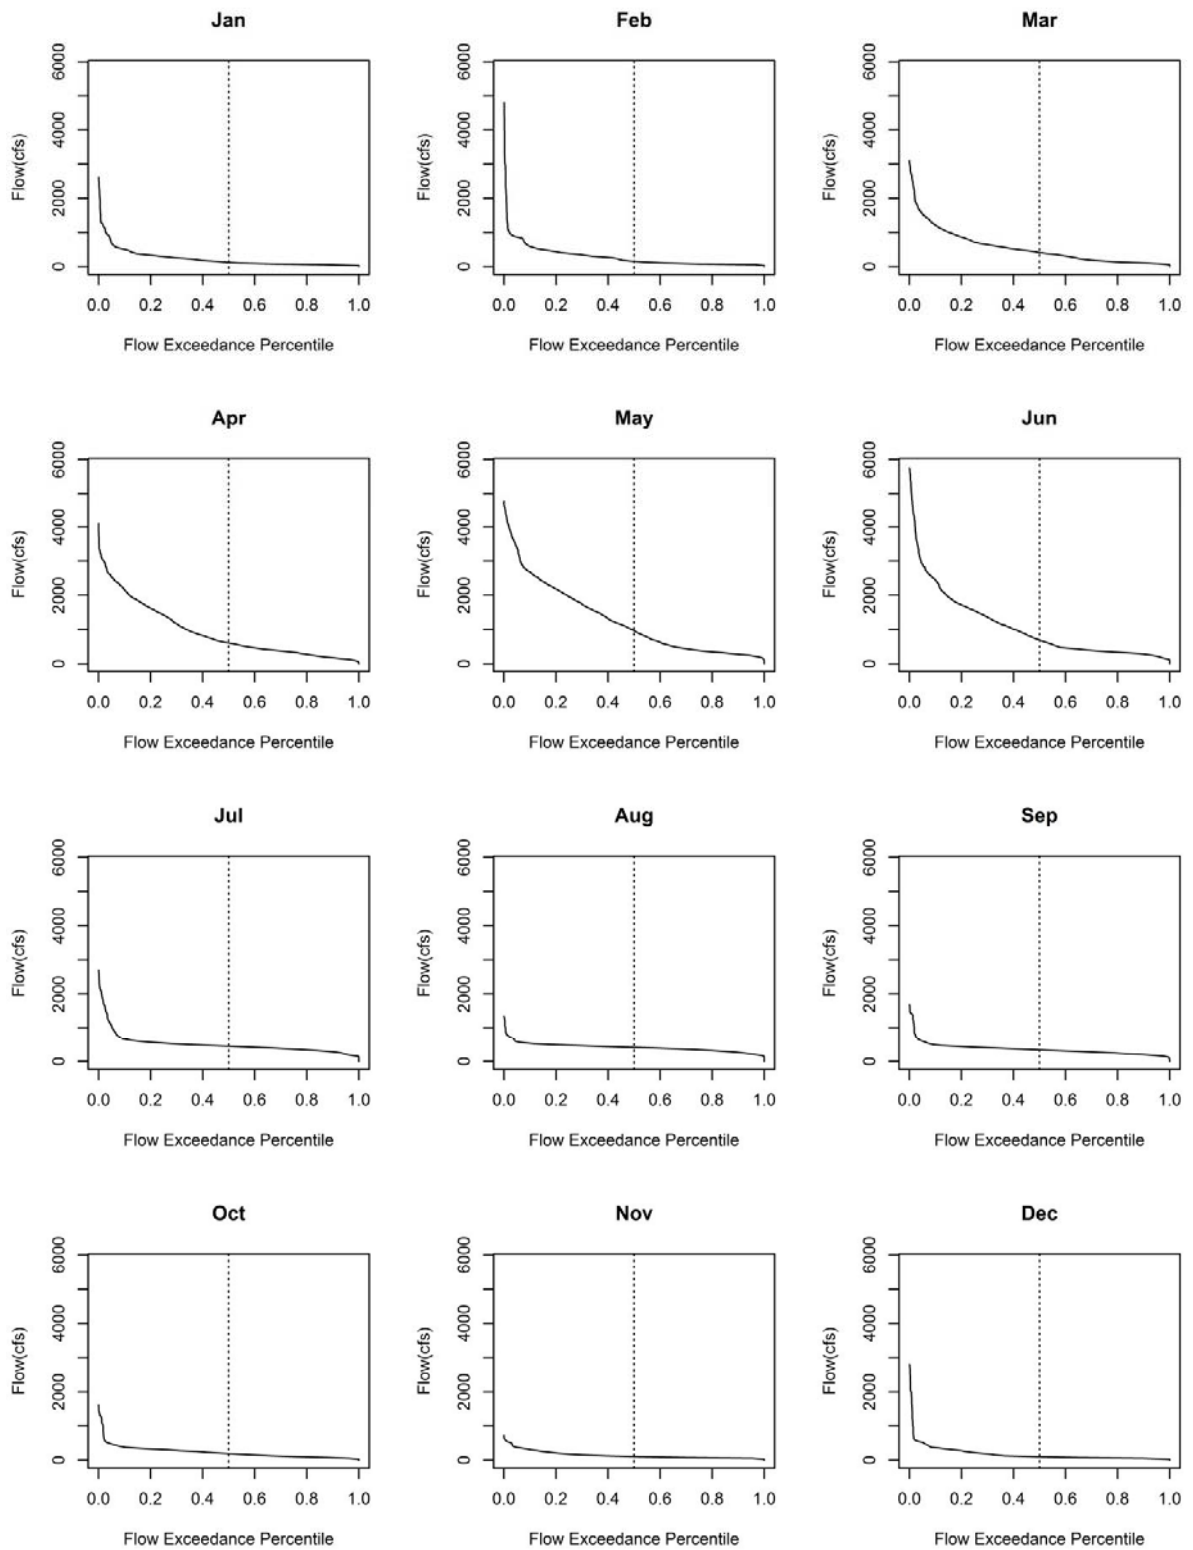 Jan Feb Mar
Flow(cfs) 0 2000 4000 6000 Flow(cfs) 0 2000 4000 6000 Flow(cfs) 0 2000 4000 6000
0.0 0.2 0.4 0.6 0.8 1.0 0.0 0.2 0.4 0.6 0.8 1.0 0.0 0.2 0.4 0.6 0.8 1.0
Flow Exceedance Percentile Flow Exceedance Percentile Flow Exceedance Percentile
Apr May Jun
Flow(cfs) 0 2000 4000 6000 Flow(cfs) 0 2000 4000 6000 Flow(cfs) 0 2000 4000 6000
0.0 0.2 0.4 0.6 0.8 1.0 0.0 0.2 0.4 0.6 0.8 1.0 0.0 0.2 0.4 0.6 0.8 1.0
Flow Exceedance Percentile Flow Exceedance Percentile Flow Exceedance Percentile
Jul Aug Sep
Flow(cfs) 0 2000 4000 6000 Flow(cfs) 0 2000 4000 6000 Flow(cfs) 0 2000 4000 6000
0.0 0.2 0.4 0.6 0.8 1.0 0.0 0.2 0.4 0.6 0.8 1.0 0.0 0.2 0.4 0.6 0.8 1.0
Flow Exceedance Percentile Flow Exceedance Percentile Flow Exceedance Percentile
Oct Nov Dec
Flow(cfs) 0 2000 4000 6000 Flow(cfs) 0 2000 4000 6000 Flow(cfs) 0 2000 4000 6000
0.0 0.2 0.4 0.6 0.8 1.0 0.0 0.2 0.4 0.6 0.8 1.0 0.0 0.2 0.4 0.6 0.8 1.0
Flow Exceedance Percentile Flow Exceedance Percentile Flow Exceedance Percentile